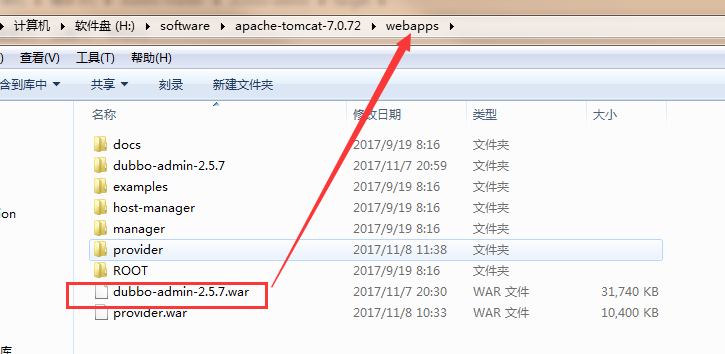 计算机 ▸ 软件盘 (H:) ▸ software ▸ apache-tomcat-7.0.72 ▸ webapps ▸
) 查看(V) 工具(T) 帮助(H)
含到库中 共享 刻录 新建文件夹
名称 修改日期 类型 大小
docs 2017/9/19 8:16 文件夹
dubbo-admin-2.5.7 2017/11/7 20:59 文件夹
examples 2017/9/19 8:16 文件夹
host-manager 2017/9/19 8:16 文件夹
manager 2017/9/19 8:16 文件夹
provider 2017/11/8 11:38 文件夹
ROOT 2017/9/19 8:16 文件夹
ion
dubbo-admin-2.5.7.war 2017/11/7 20:30 WAR 文件 31,740 KB
provider.war 2017/11/8 10:33 WAR 文件 10,400 KB
库